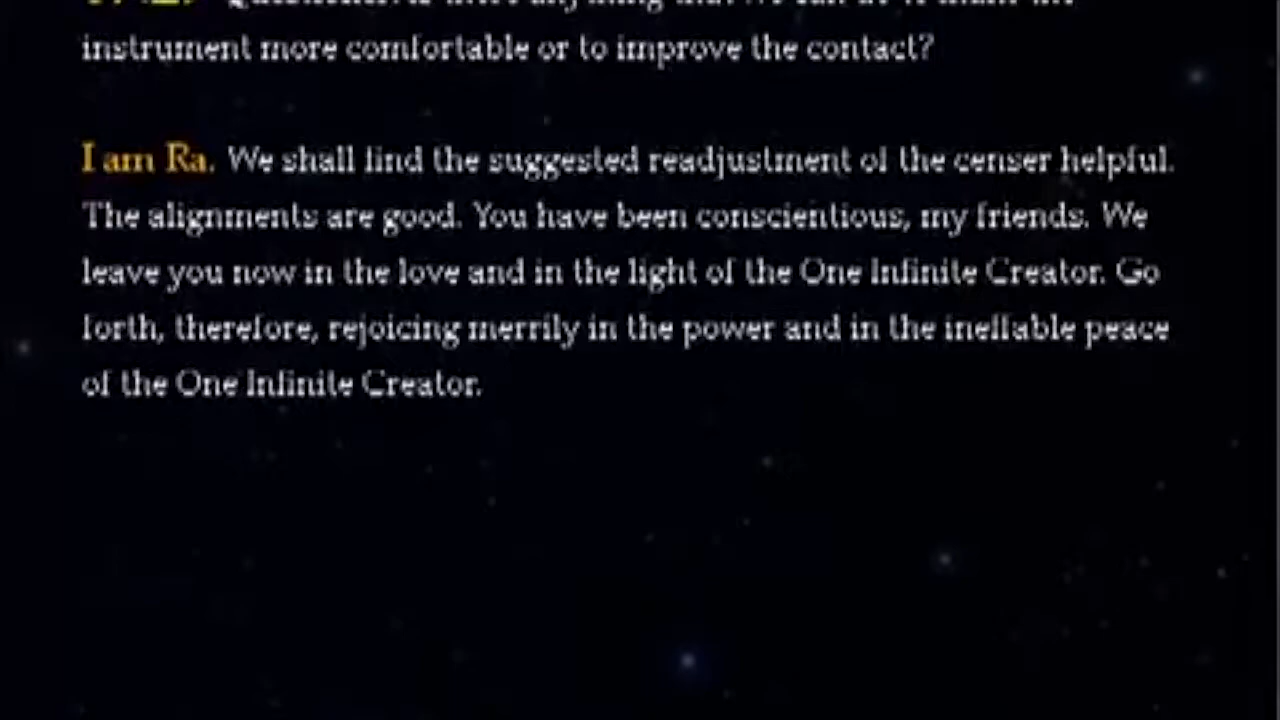 instrument more comfortable or to improve the contact?
I am Ra. We shall find the suggested readjustment of the censer helpful.
The alignments are good. You have been conscientious, my friends. We
leave you now in the love and in the light of the One Infinite Creator. Go
forth, therefore, rejoicing merrily in the power and in the ineffable peace
of the One Infinite Creator.